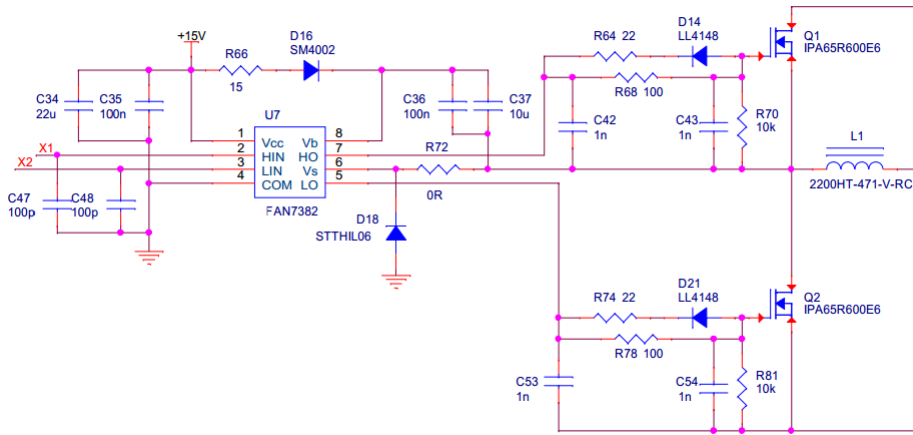 +15V
R66
15
D16
SM4002
C34
22u
C35
100n
C36
100n
C37
10u
U7
1
2
3
4
Vcc
HIN
LIN
COM
Vb
HO
Vs
LO
8
7
6
5
FAN7382
X1
X2
C47
100p
C48
100p
R72
0R
D18
STTHIL06
R64 22
D14
LL4148
R68 100
C42
1n
C43
1n
R70
10k
Q1
IPA65R600E6
L1
2200HT-471-V-RC
R74 22
D21
LL4148
R78 100
C53
1n
C54
1n
R81
10k
Q2
IPA65R600E6